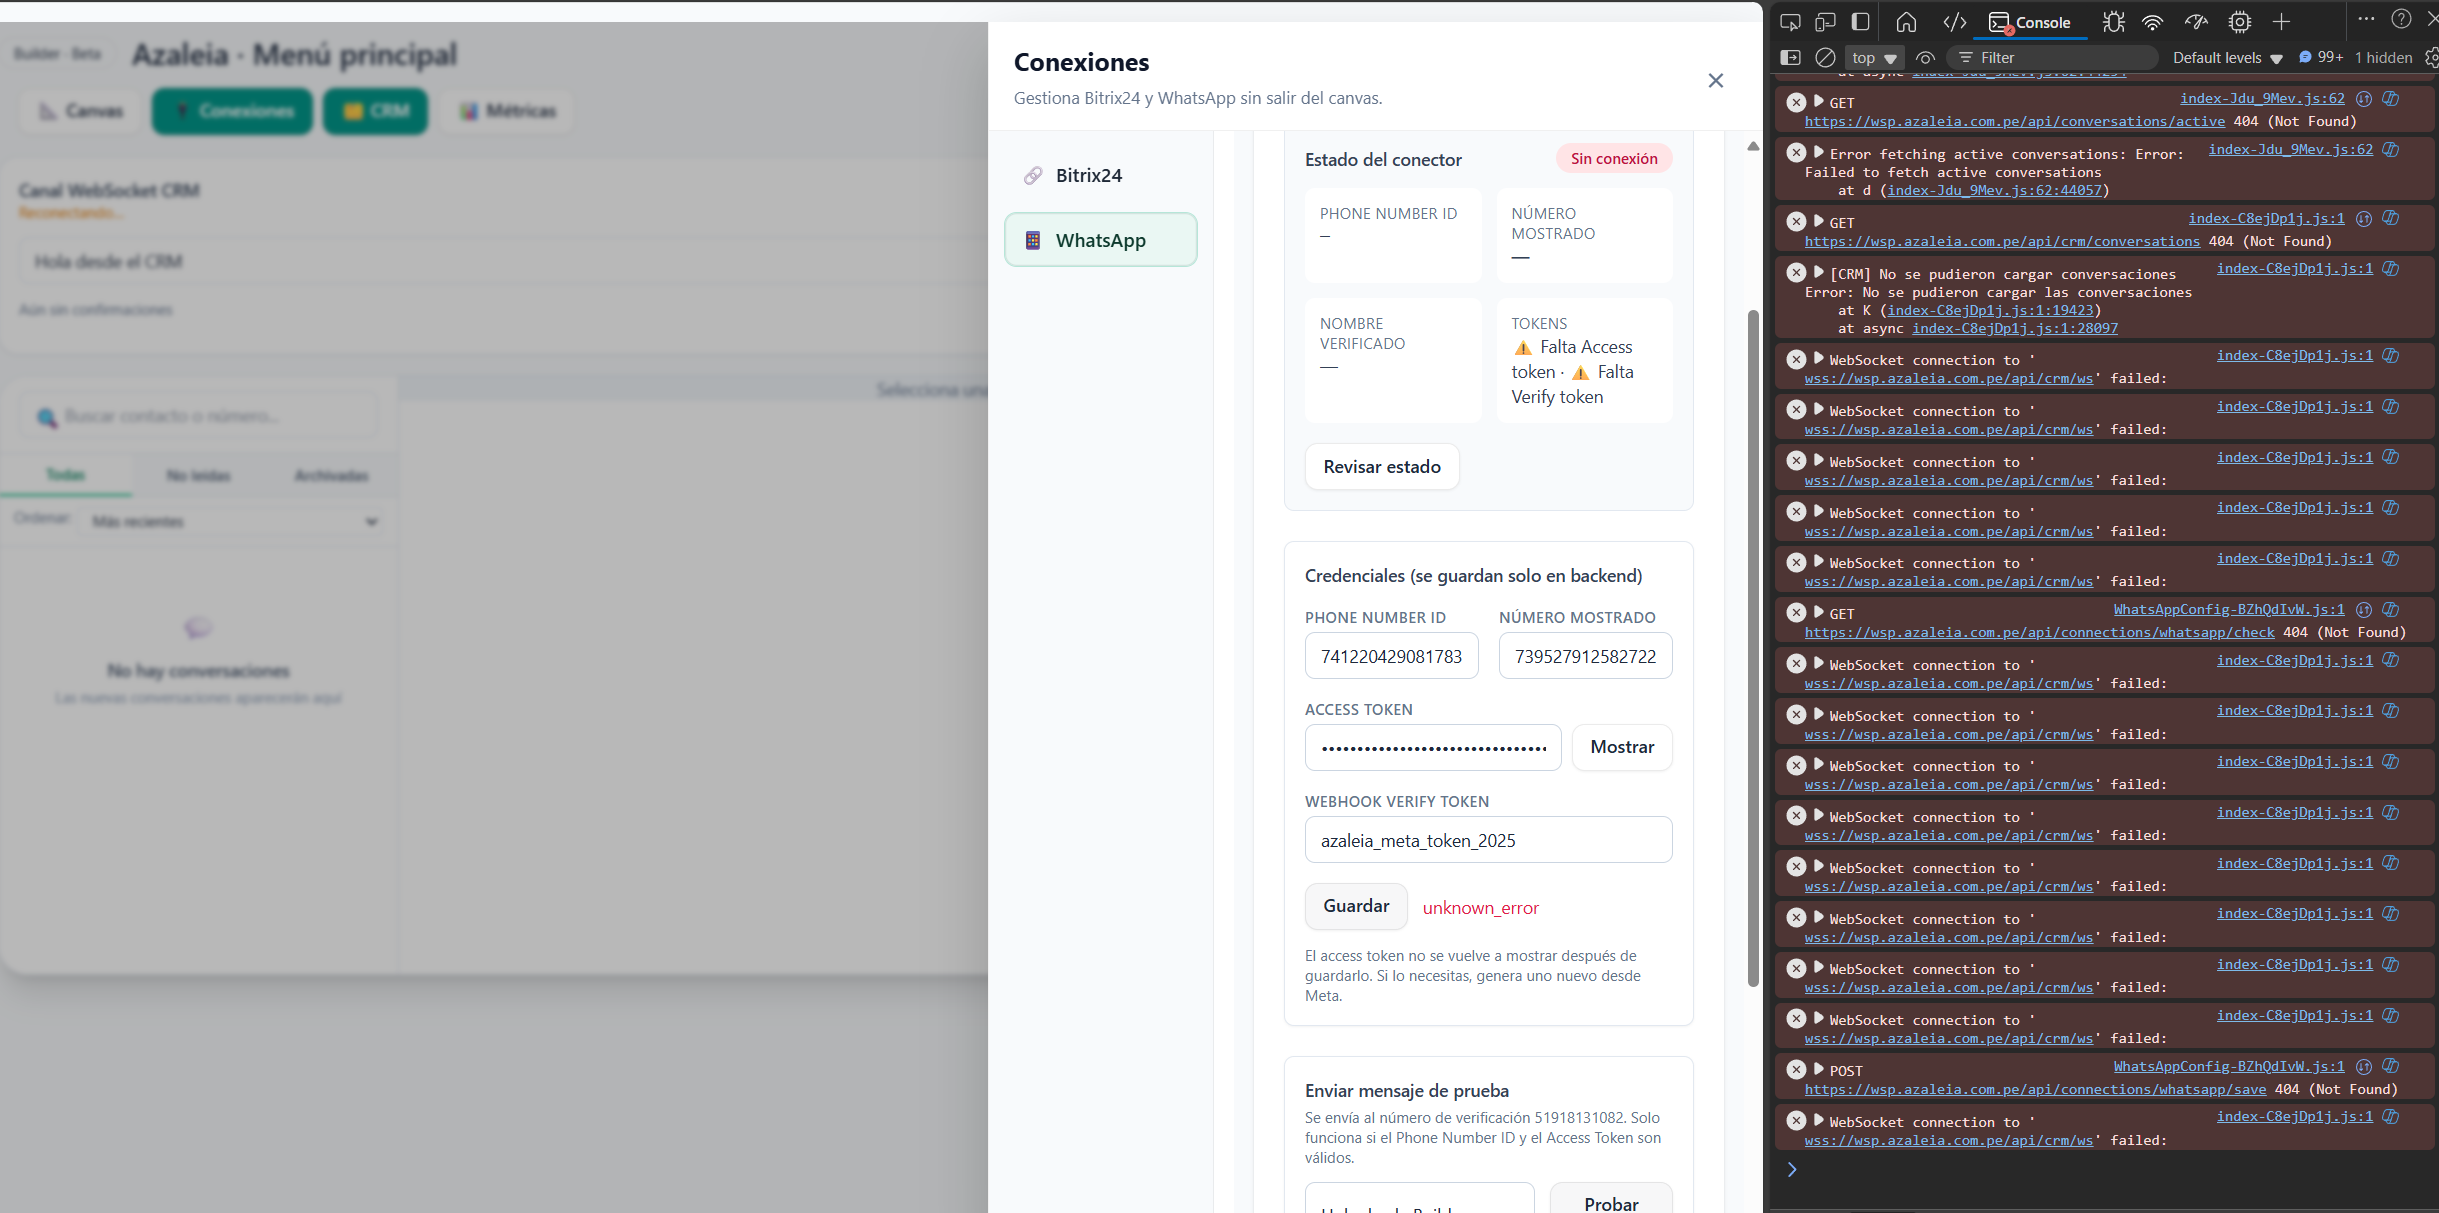 Builder - Beta
Azaleia - Menú principal
Canvas
Conexiones
CRM
Métricas
Canal WebSocket CRM
Reconectando...
Hola desde el CRM
Aún sin confirmaciones
Buscar contacto o número...
Todas
No leídas
Archivadas
Ordenar:
Más recientes
No hay conversaciones
Las nuevas conversaciones aparecerán aquí
Selecciona una
Conexiones
Gestiona Bitrix24 y WhatsApp sin salir del canvas.
Bitrix24
WhatsApp
Estado del conector
Sin conexión
PHONE NUMBER ID
—
NÚMERO
MOSTRADO
—
NOMBRE
VERIFICADO
—
TOKENS
⚠️ Falta Access
token · ⚠️ Falta
Verify token
Revisar estado
Credenciales (se guardan solo en backend)
PHONE NUMBER ID
NÚMERO MOSTRADO
741220429081783
739527912582722
ACCESS TOKEN
Mostrar
WEBHOOK VERIFY TOKEN
azaleia_meta_token_2025
Guardar
unknown_error
El access token no se vuelve a mostrar después de
guardarlo. Si lo necesitas, genera uno nuevo desde
Meta.
Enviar mensaje de prueba
Se envía al número de verificación 51918131082. Solo
funciona si el Phone Number ID y el Access Token son
válidos.
Probar
Console
top
Filter
Default levels
99+
1 hidden
GET index-Jdu_9Mev.js:62
https://wsp.azaleia.com.pe/api/conversations/active 404 (Not Found)
Error fetching active conversations: Error: index-Jdu_9Mev.js:62
Failed to fetch active conversations
at d (index-Jdu_9Mev.js:62:44057)
GET index-C8ejDp1j.js:1
https://wsp.azaleia.com.pe/api/crm/conversations 404 (Not Found)
[CRM] No se pudieron cargar conversaciones index-C8ejDp1j.js:1
Error: No se pudieron cargar las conversaciones
at K (index-C8ejDp1j.js:1:19423)
at async index-C8ejDp1j.js:1:28097
WebSocket connection to ' index-C8ejDp1j.js:1
wss://wsp.azaleia.com.pe/api/crm/ws' failed:
WebSocket connection to ' index-C8ejDp1j.js:1
wss://wsp.azaleia.com.pe/api/crm/ws' failed:
WebSocket connection to ' index-C8ejDp1j.js:1
wss://wsp.azaleia.com.pe/api/crm/ws' failed:
WebSocket connection to ' index-C8ejDp1j.js:1
wss://wsp.azaleia.com.pe/api/crm/ws' failed:
WebSocket connection to ' index-C8ejDp1j.js:1
wss://wsp.azaleia.com.pe/api/crm/ws' failed:
GET WhatsAppConfig-BZhQdIvW.js:1
https://wsp.azaleia.com.pe/api/connections/whatsapp/check 404 (Not Found)
WebSocket connection to ' index-C8ejDp1j.js:1
wss://wsp.azaleia.com.pe/api/crm/ws' failed:
WebSocket connection to ' index-C8ejDp1j.js:1
wss://wsp.azaleia.com.pe/api/crm/ws' failed:
WebSocket connection to ' index-C8ejDp1j.js:1
wss://wsp.azaleia.com.pe/api/crm/ws' failed:
WebSocket connection to ' index-C8ejDp1j.js:1
wss://wsp.azaleia.com.pe/api/crm/ws' failed:
WebSocket connection to ' index-C8ejDp1j.js:1
wss://wsp.azaleia.com.pe/api/crm/ws' failed:
WebSocket connection to ' index-C8ejDp1j.js:1
wss://wsp.azaleia.com.pe/api/crm/ws' failed:
WebSocket connection to ' index-C8ejDp1j.js:1
wss://wsp.azaleia.com.pe/api/crm/ws' failed:
WebSocket connection to ' index-C8ejDp1j.js:1
wss://wsp.azaleia.com.pe/api/crm/ws' failed:
POST WhatsAppConfig-BZhQdIvW.js:1
https://wsp.azaleia.com.pe/api/connections/whatsapp/save 404 (Not Found)
WebSocket connection to ' index-C8ejDp1j.js:1
wss://wsp.azaleia.com.pe/api/crm/ws' failed: